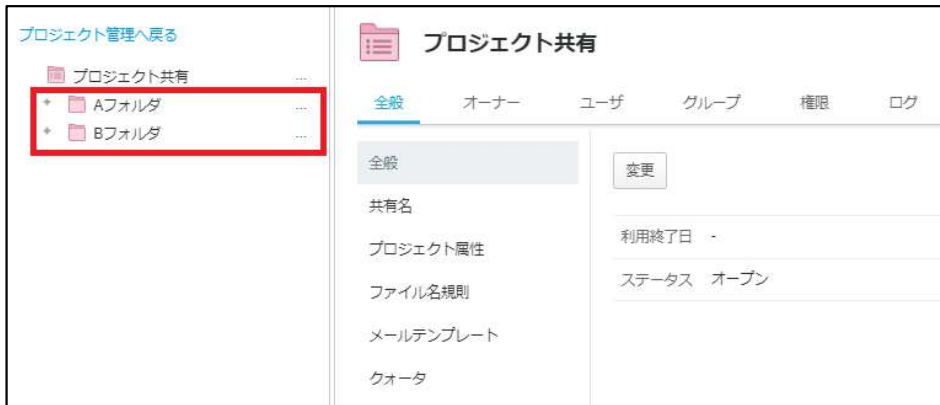 プロジェクト管理へ戻る
プロジェクト共有 ...
Aフォルダ ...
Bフォルダ ...
プロジェクト共有
全般 オーナー ユーザ グループ 権限 ログ
全般
共有名
プロジェクト属性
ファイル名規則
メールテンプレート
クォータ
変更
利用終了日 -
ステータス オープン